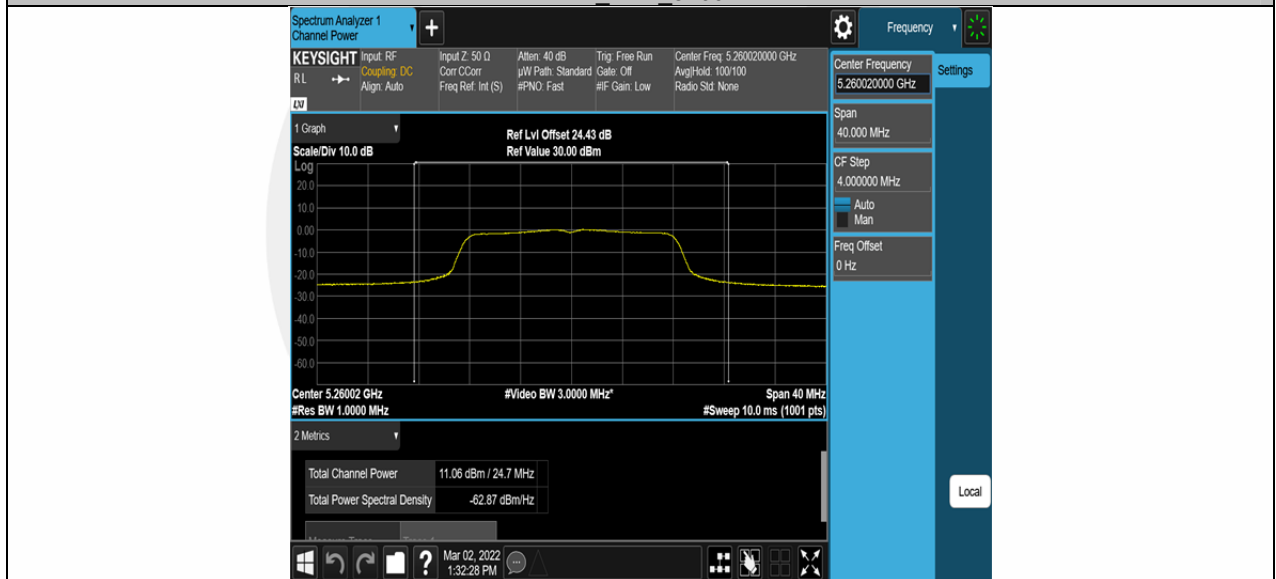 Spectrum Analyzer 1
Channel Power
+
Frequency
KEYSIGHT
RL
LXI
Input: RF
Coupling: DC
Align: Auto
Input Z: 50 Ω
Corr CCorr
Freq Ref: Int (S)
Atten: 40 dB
µW Path: Standard
#PNO: Fast
Trig: Free Run
Gate: Off
#IF Gain: Low
Center Freq: 5.260020000 GHz
Avg|Hold: 100/100
Radio Std: None
Center Frequency
5.260020000 GHz
Settings
Span
40.000 MHz
CF Step
4.000000 MHz
Auto
Man
Freq Offset
0 Hz
Local
1 Graph
Scale/Div 10.0 dB
Ref Lvl Offset 24.43 dB
Ref Value 30.00 dBm
Log
20.0
10.0
0.00
-10.0
-20.0
-30.0
-40.0
-50.0
-60.0
Center 5.26002 GHz
#Video BW 3.0000 MHz*
Span 40 MHz
#Res BW 1.0000 MHz
#Sweep 10.0 ms (1001 pts)
2 Metrics
Total Channel Power 11.06 dBm / 24.7 MHz
Total Power Spectral Density -62.87 dBm/Hz
?
Mar 02, 2022
1:32:28 PM